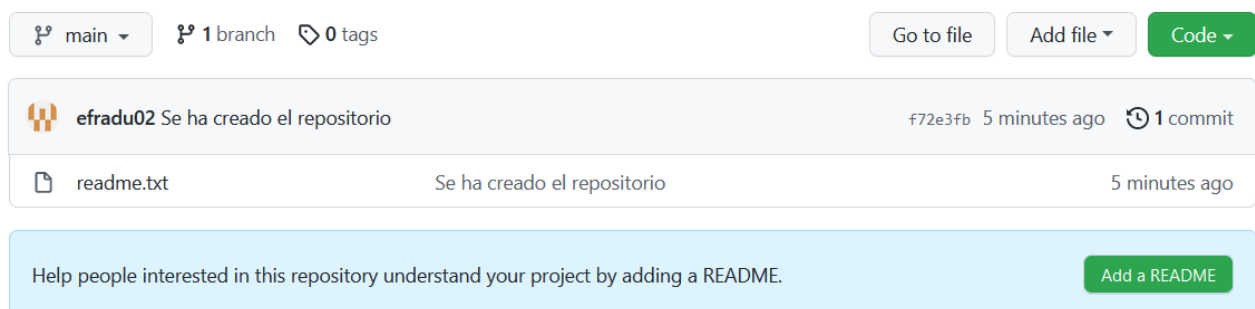 main 1 branch 0 tags Go to file Add file Code
efradu02 Se ha creado el repositorio f72e3fb 5 minutes ago 1 commit
readme.txt Se ha creado el repositorio 5 minutes ago
Help people interested in this repository understand your project by adding a README. Add a README